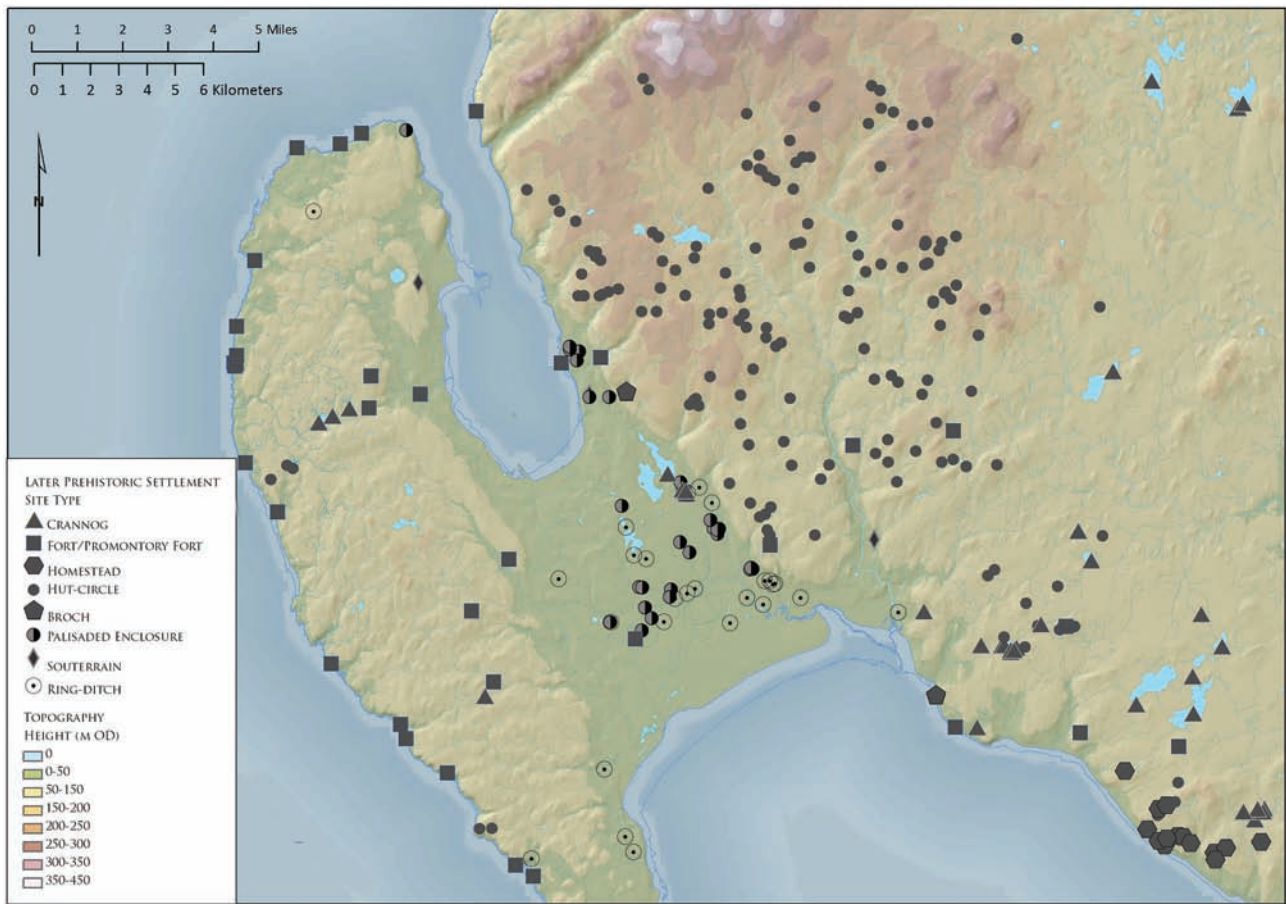 0 1 2 3 4 5 Miles
0 1 2 3 4 5 6 Kilometers
N
Later Prehistoric Settlement
Site Type
Crannog
Fort/Promontory Fort
Homestead
Hut-circle
Broch
Palisaded Enclosure
Souterrain
Ring-ditch
Topography
Height (m OD)
0
0-50
50-150
150-200
200-250
250-300
300-350
350-450